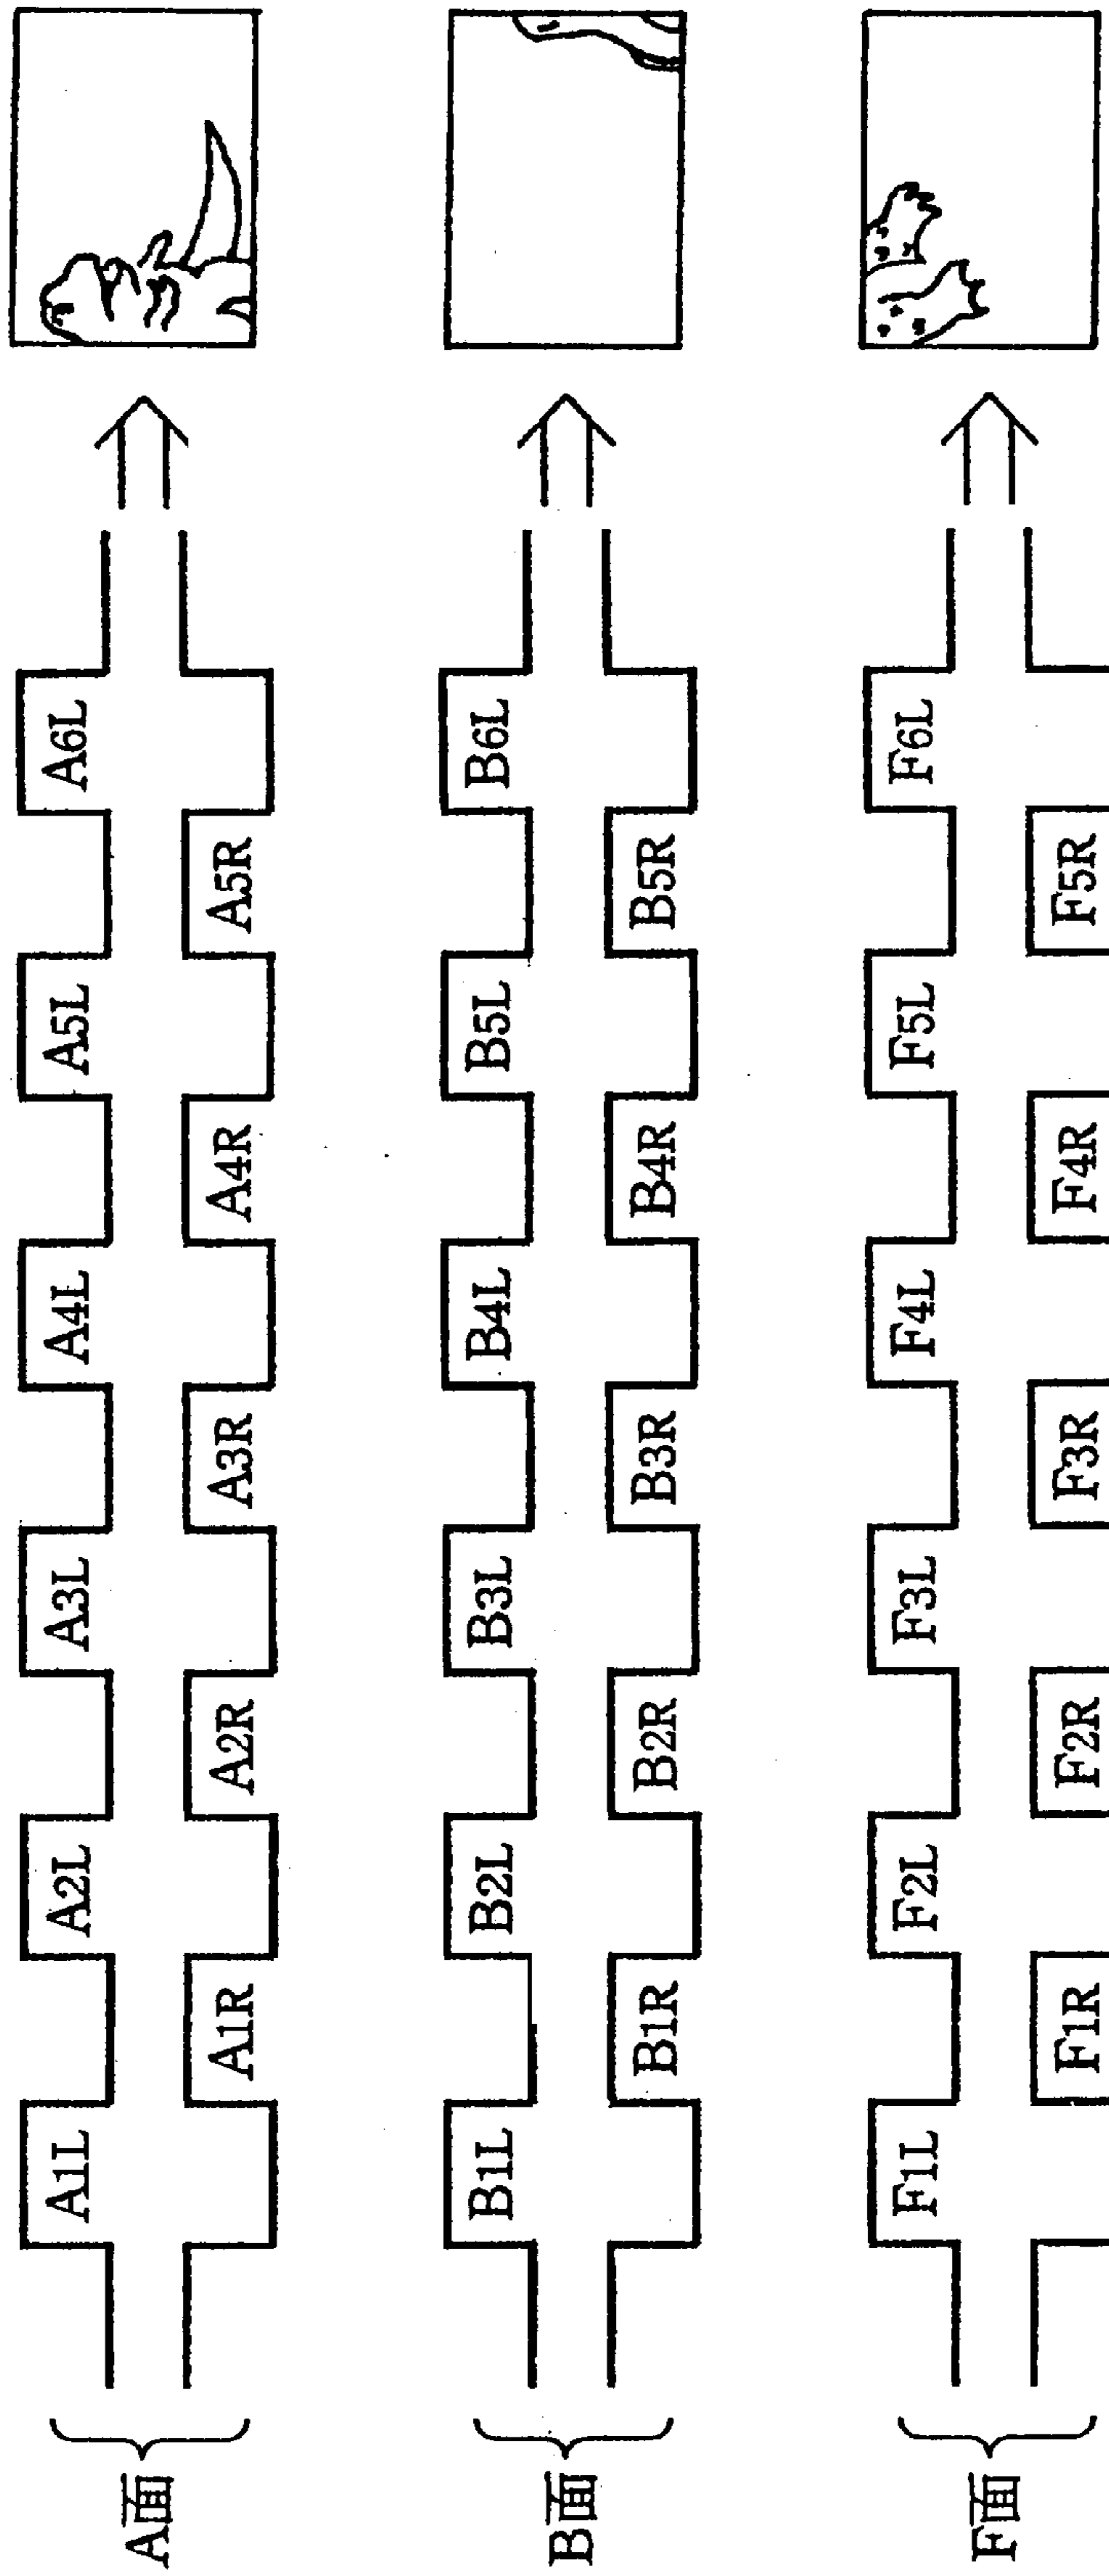 A面
A1L A2L A3L A4L A5L A6L
A1R A2R A3R A4R A5R
B面
B1L B2L B3L B4L B5L B6L
B1R B2R B3R B4R B5R
F面
F1L F2L F3L F4L F5L F6L
F1R F2R F3R F4R F5R